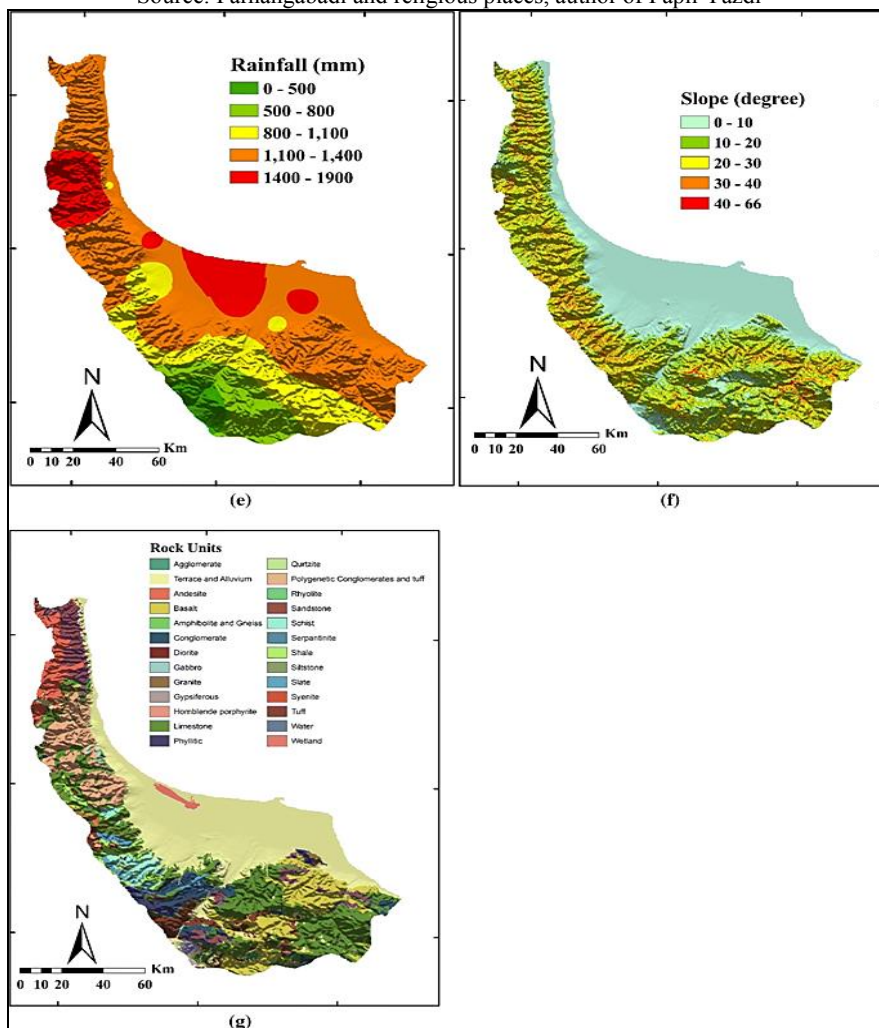 Source: Farhangabadi and religious places, author of Papli-Yazdi
Rainfall (mm)
0 - 500
500 - 800
800 - 1,100
1,100 - 1,400
1400 - 1900
N
Km
0 10 20 40 60
(e)
Slope (degree)
0 - 10
10 - 20
20 - 30
30 - 40
40 - 66
N
Km
0 10 20 40 60
(f)
Rock Units
Agglomerate
Terrace and Alluvium
Andesite
Basalt
Amphibolite and Gneiss
Conglomerate
Diorite
Gabbro
Granite
Gypsiferous
Hornblende porphyrite
Limestone
Phyllitic
Qurtzite
Polygenetic Conglomerates and tuff
Rhyolite
Sandstone
Schist
Serpantinite
Shale
Siltstone
Slate
Syenite
Tuff
Water
Wetland
N
Km
0 10 20 40 60
(g)